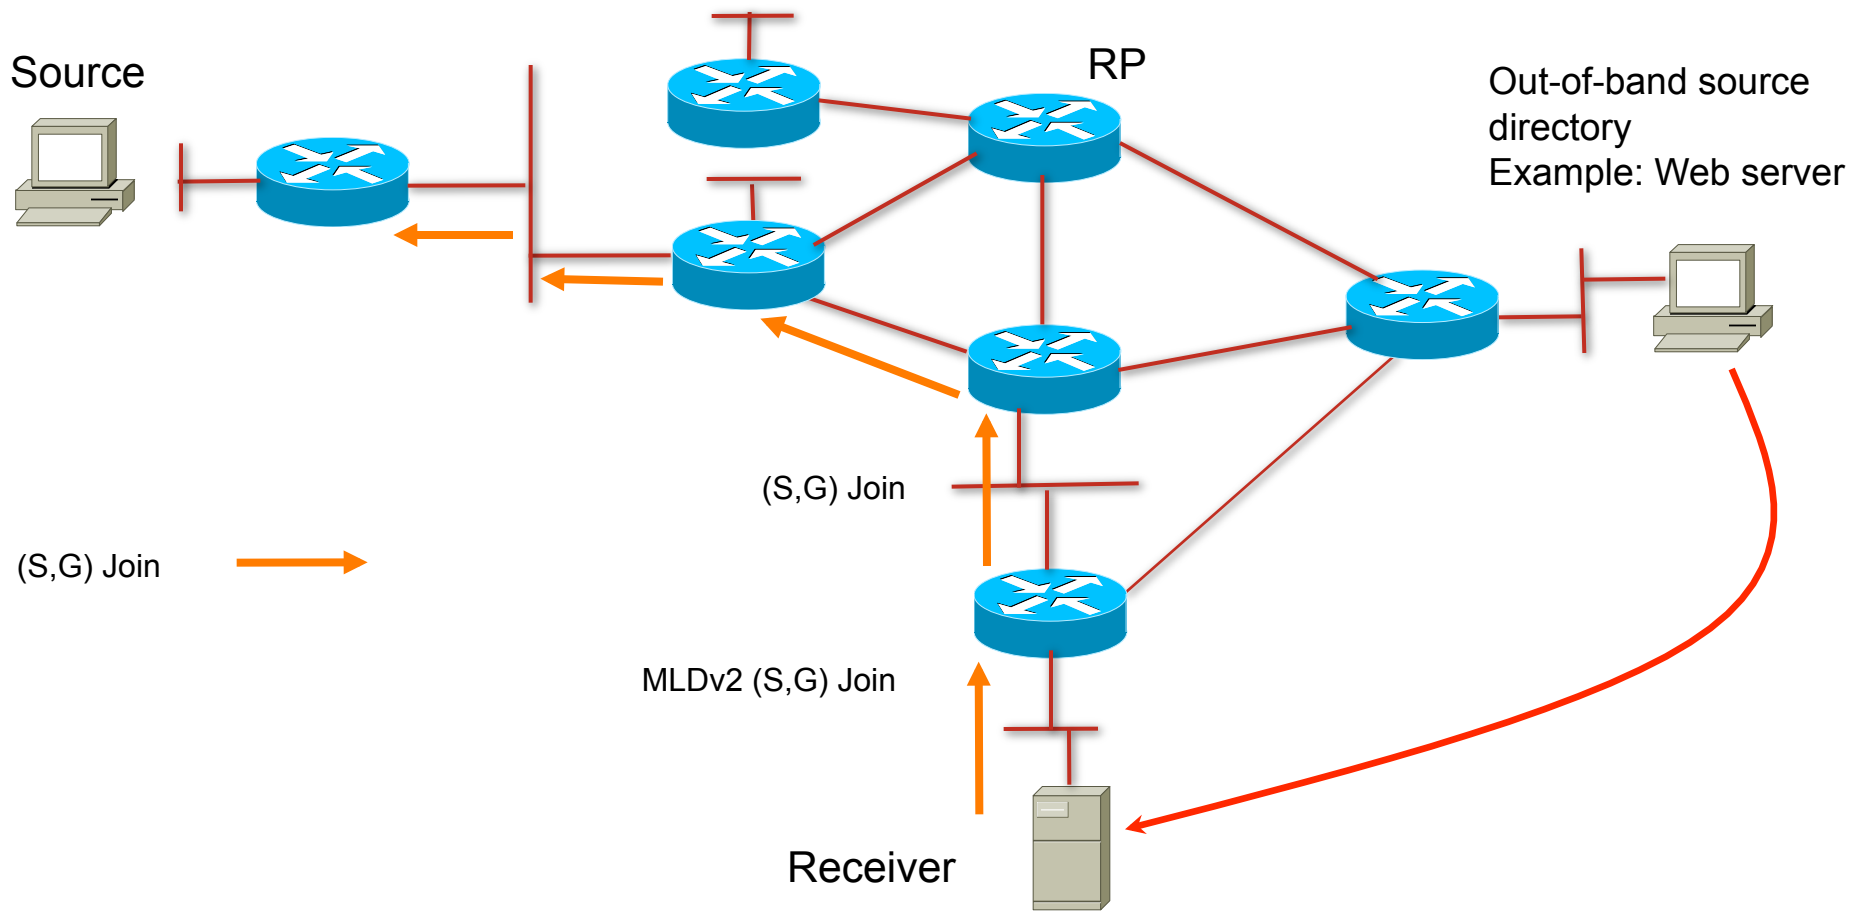 Source
RP
Out-of-band source
directory
Example: Web server
(S,G) Join
(S,G) Join
MLDv2 (S,G) Join
Receiver